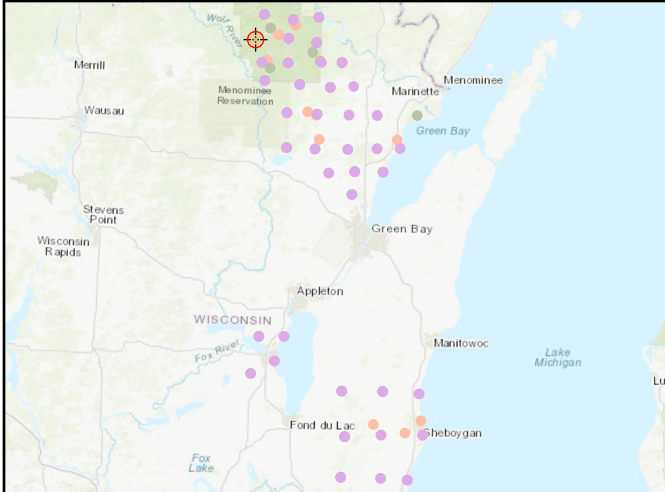 Wolf
River
Merrill
Menominee
Reservation
Marinette
Menominee
Wausau
Green Bay
Stevens
Point
Wisconsin
Rapids
Green Bay
Appleton
WISCONSIN
Fox River
Manitowoc
Lake
Michigan
Lu
Fond du Lac
Sheboygan
Fox
Lake